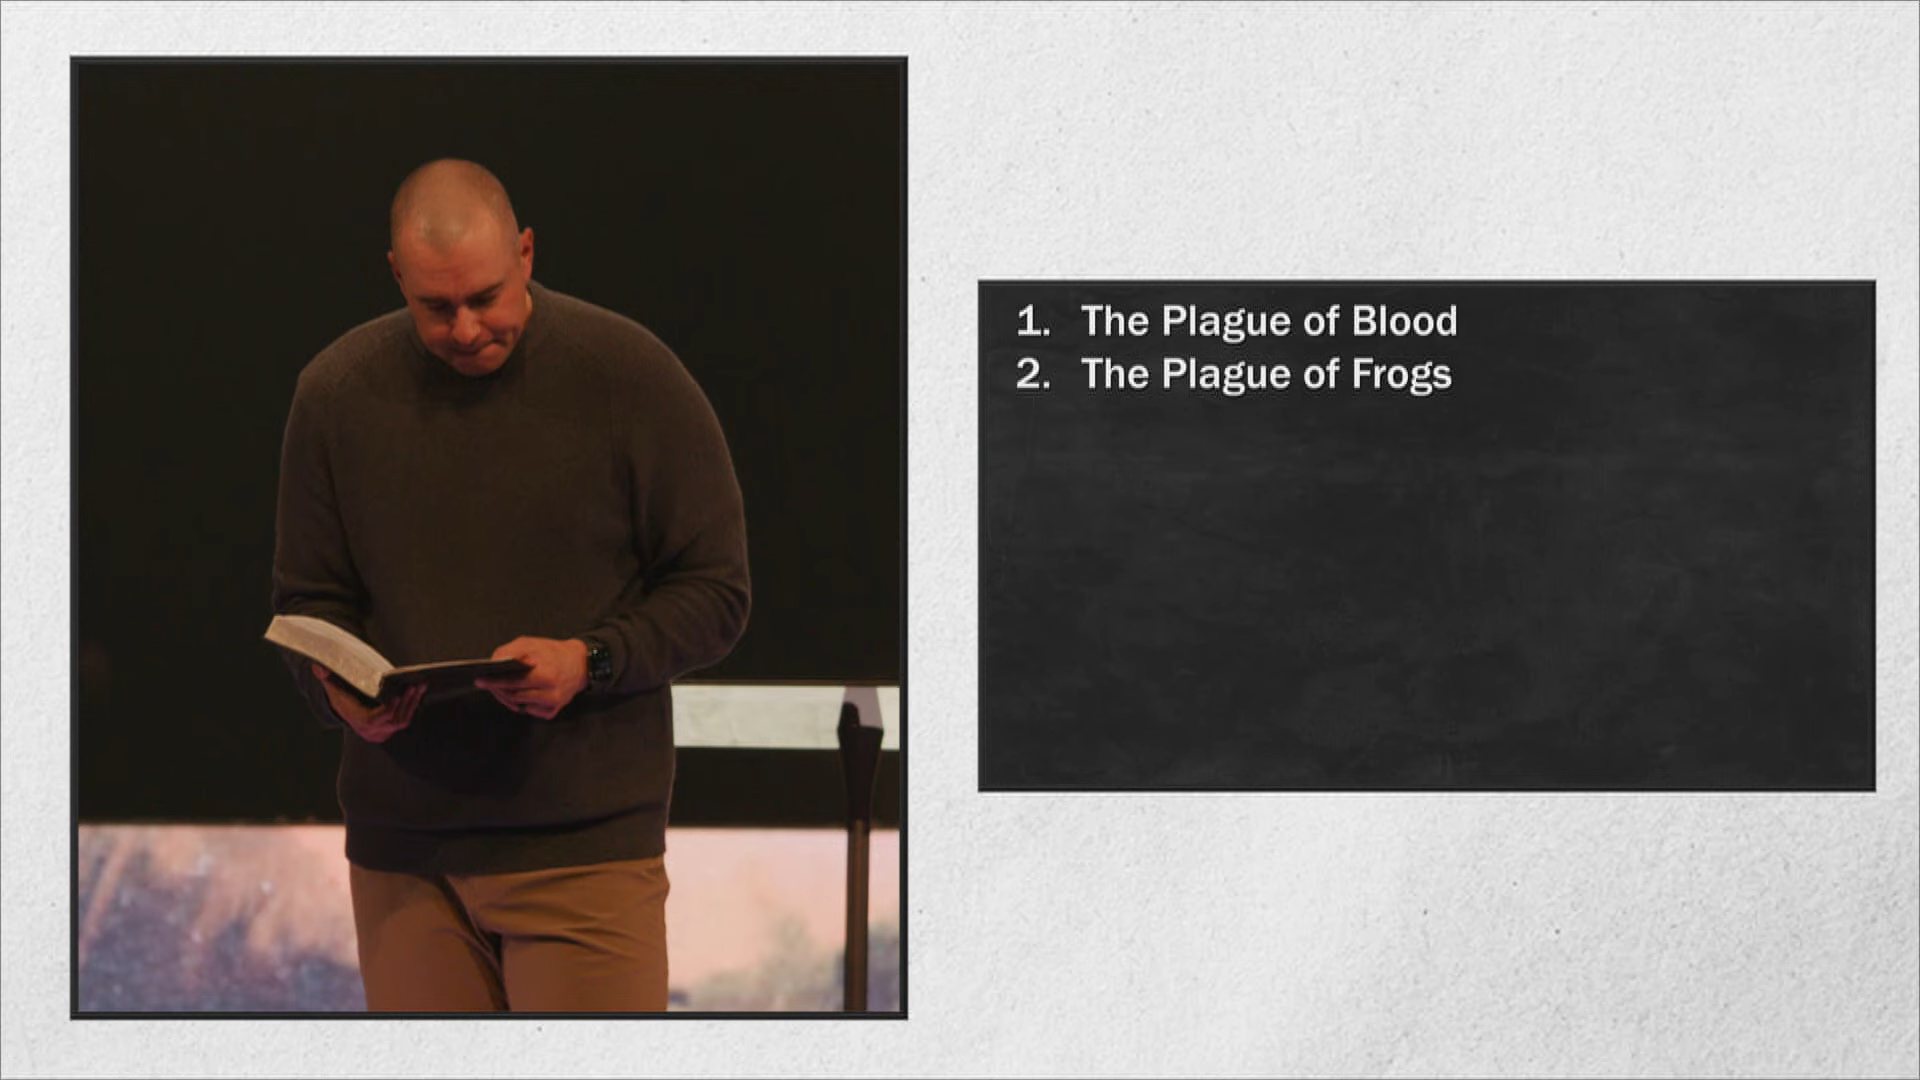 1. The Plague of Blood
2. The Plague of Frogs